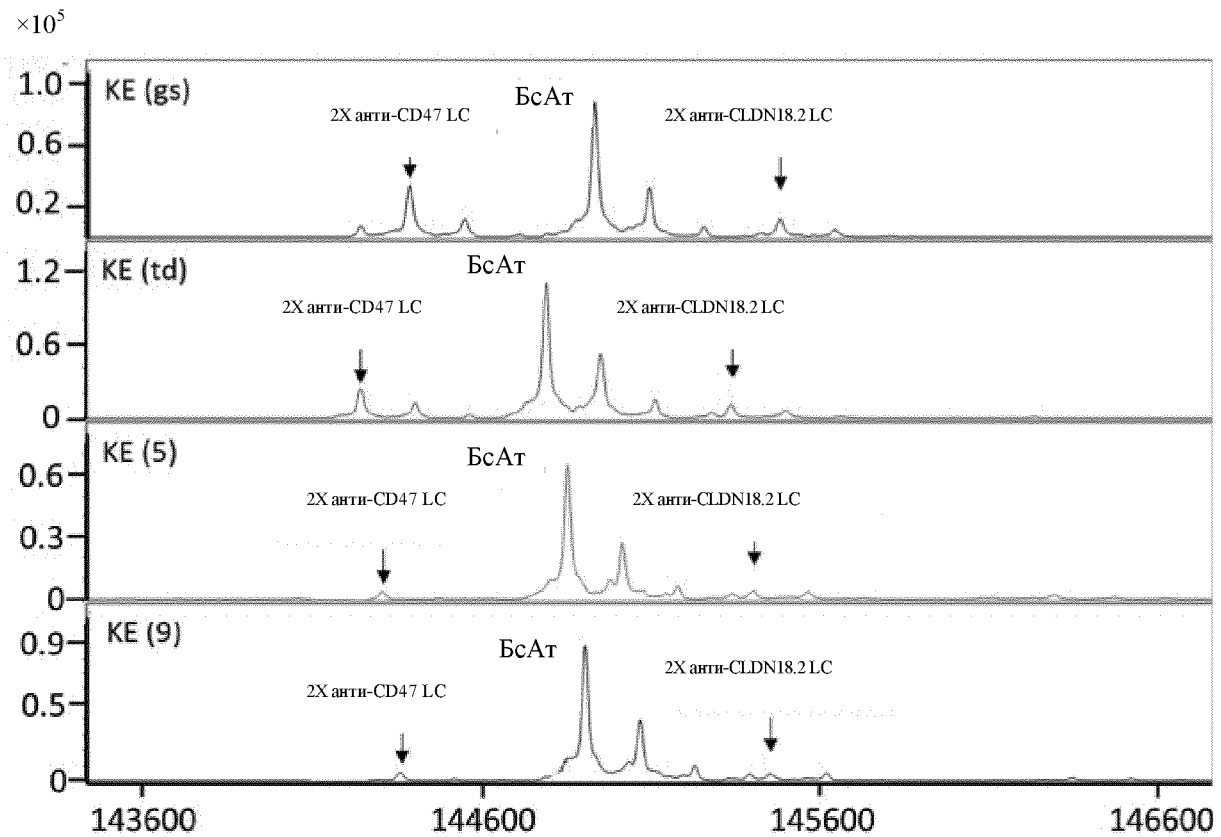 ×10⁵
1.0
KE (gs)
БсАт
2X анти-CD47 LC
2X анти-CLDN18.2 LC
0.6
0.2
KE (td)
БсАт
1.2
2X анти-CD47 LC
2X анти-CLDN18.2 LC
0.6
0
KE (5)
БсАт
0.6
2X анти-CD47 LC
2X анти-CLDN18.2 LC
0.3
0
KE (9)
БсАт
0.9
2X анти-CLDN18.2 LC
2X анти-CD47 LC
0.5
0
143600 144600 145600 146600